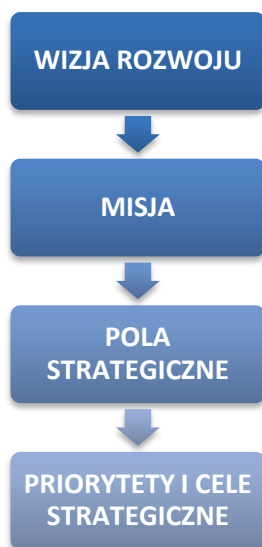 WIZJA ROZWOJU
MISJA
POLA
STRATEGICZNE
PRIORYTETY I CELE
STRATEGICZNE